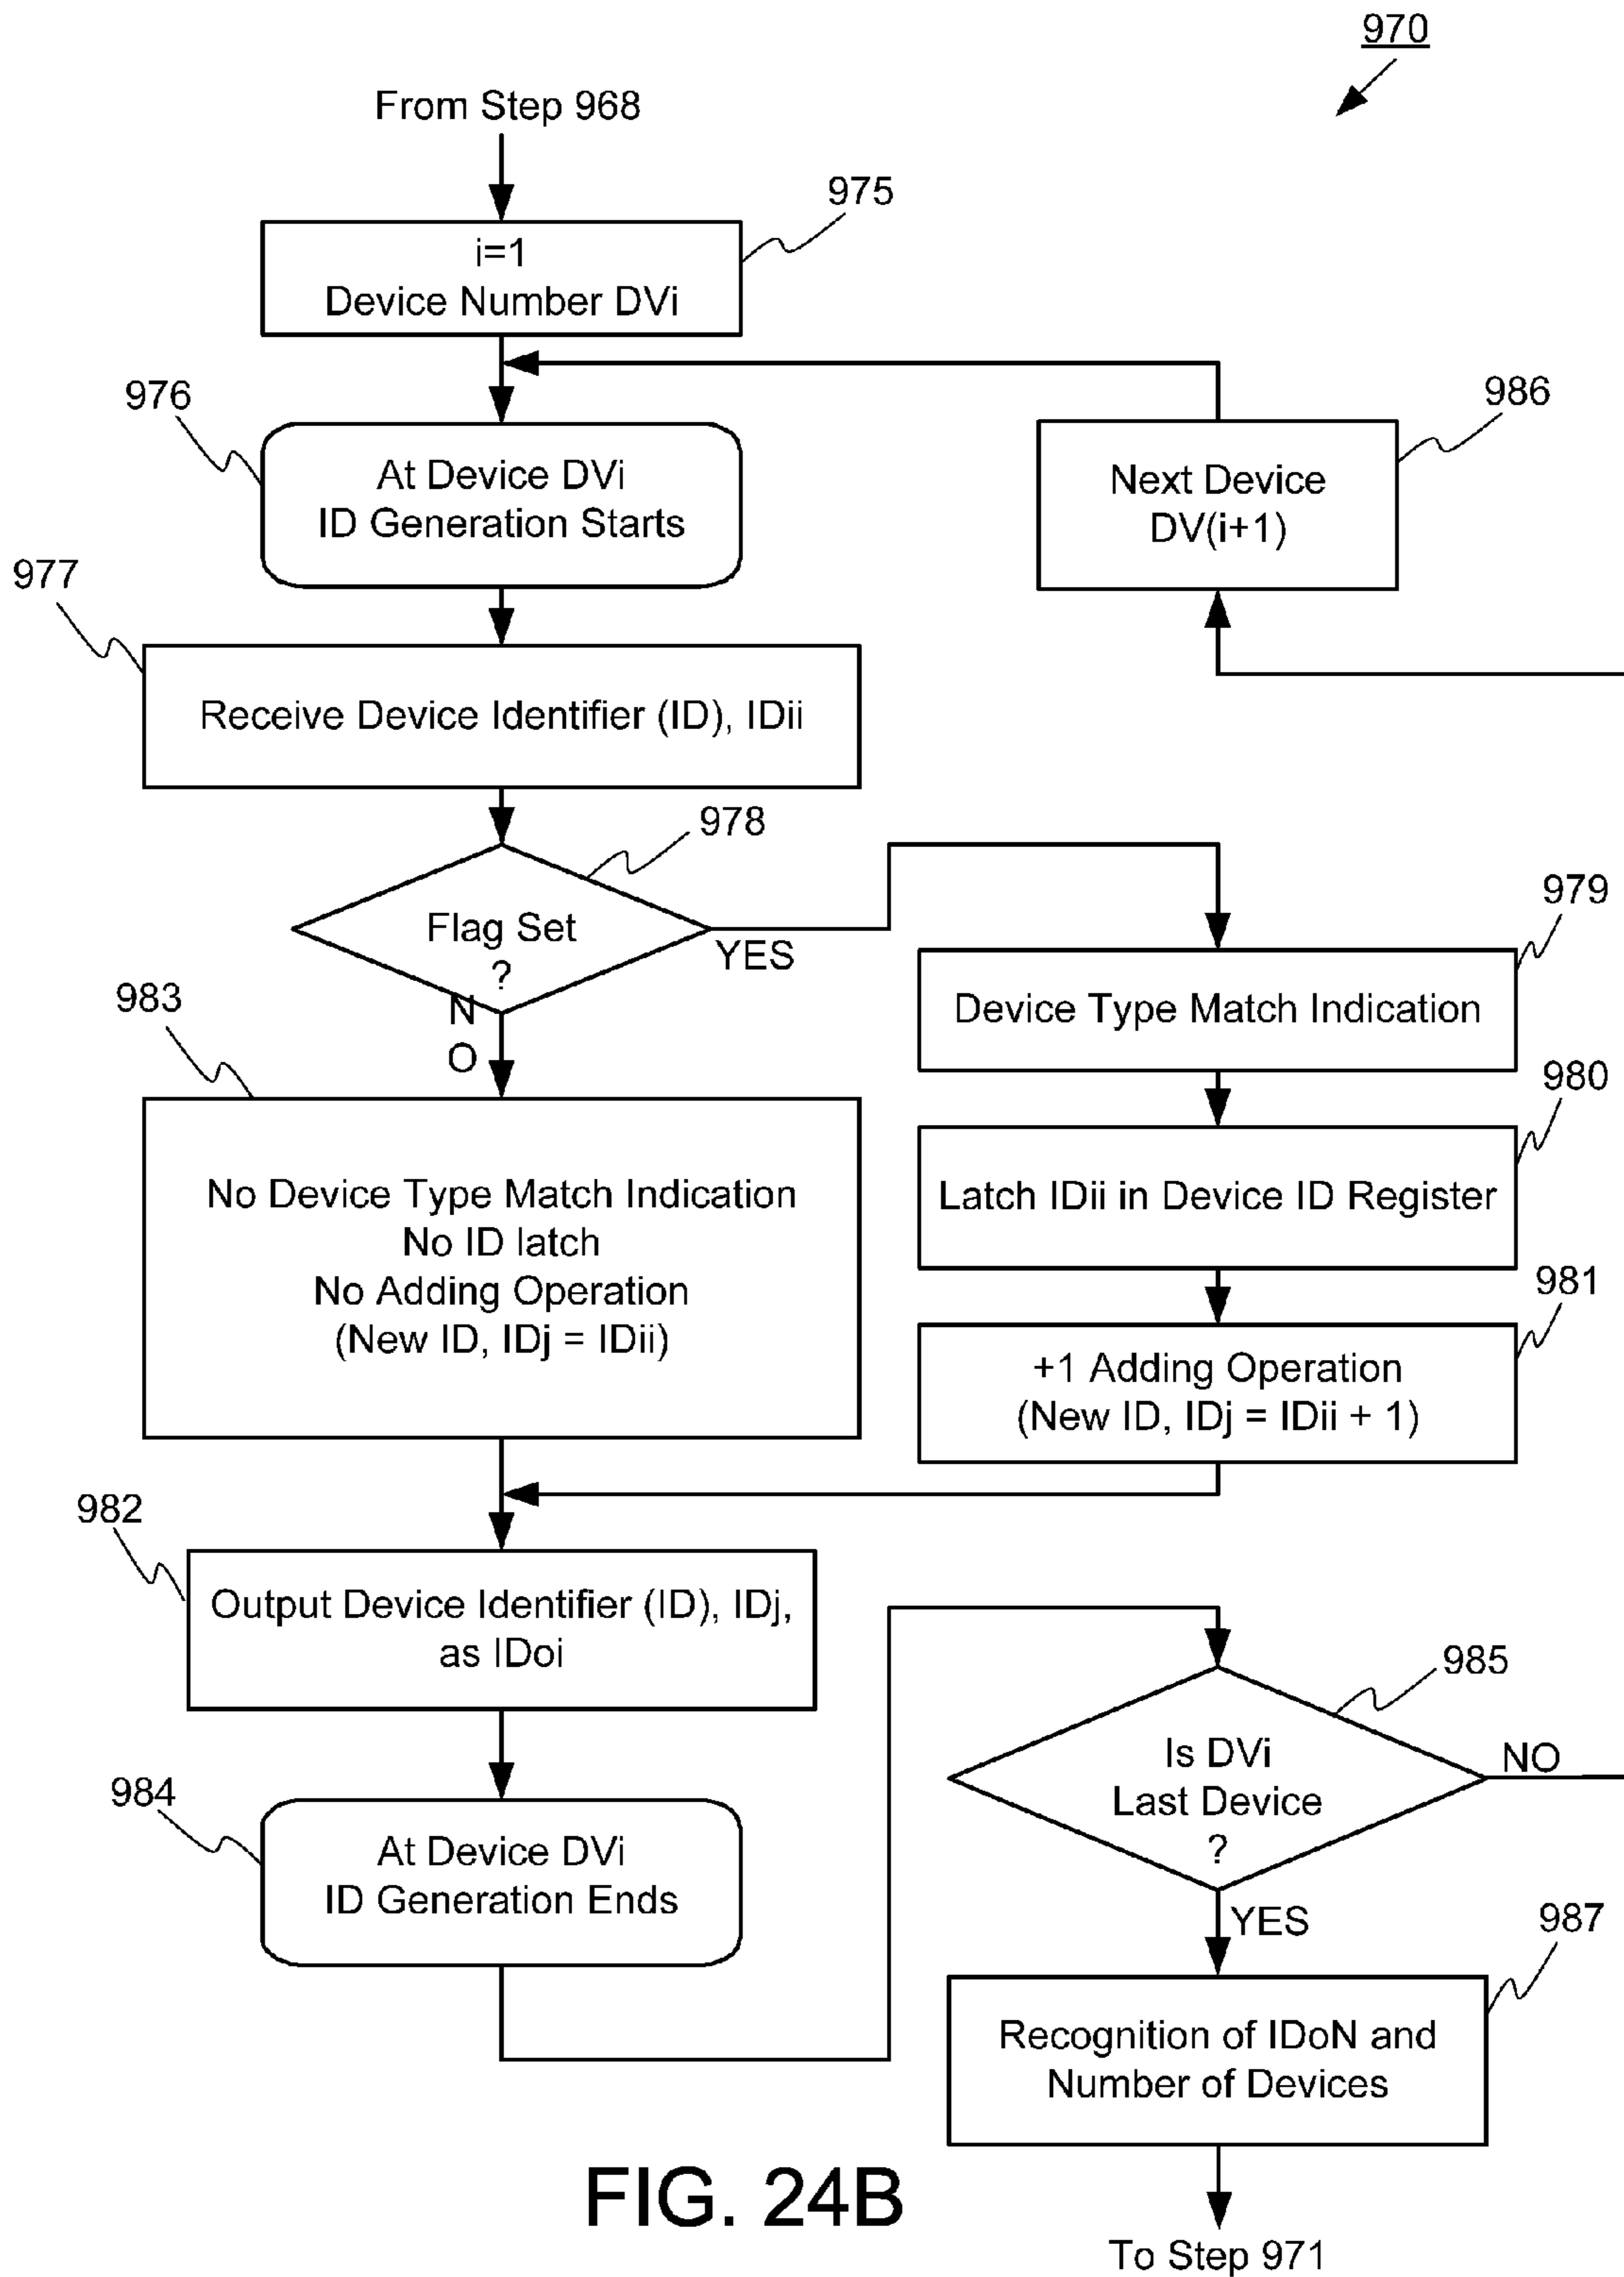 970
From Step 968
975
i=1
Device Number DVi
976
At Device DVi
ID Generation Starts
986
Next Device
DV(i+1)
977
Receive Device Identifier (ID), IDii
978
Flag Set
?
YES
N
O
979
Device Type Match Indication
980
Latch IDii in Device ID Register
981
+1 Adding Operation
(New ID, IDj = IDii + 1)
983
No Device Type Match Indication
No ID latch
No Adding Operation
(New ID, IDj = IDii)
982
Output Device Identifier (ID), IDj,
as IDoi
984
At Device DVi
ID Generation Ends
985
Is DVi
Last Device
?
NO
YES
987
Recognition of IDoN and
Number of Devices
To Step 971
FIG. 24B